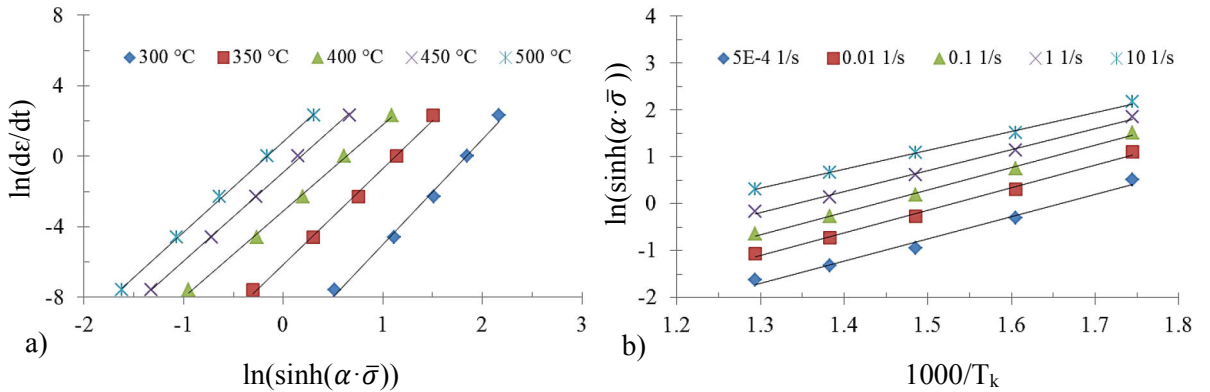 8
4
0
-4
-8
ln(dε/dt)
300 °C 350 °C 400 °C 450 °C 500 °C
-2 -1 0 1 2 3
a)
ln(sinh(α·σ̄))
4
3
2
1
0
-1
-2
ln(sinh(α·σ̄))
5E-4 1/s 0.01 1/s 0.1 1/s 1 1/s 10 1/s
1.2 1.3 1.4 1.5 1.6 1.7 1.8
b)
1000/Tk